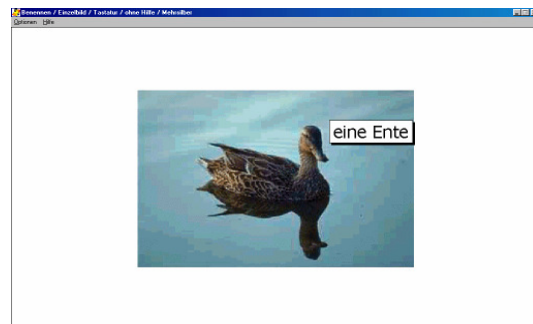 Benennen / Einzelbild / Tastatur / ohne Hilfe / Mehrsilber
Optionen Hilfe
eine Ente